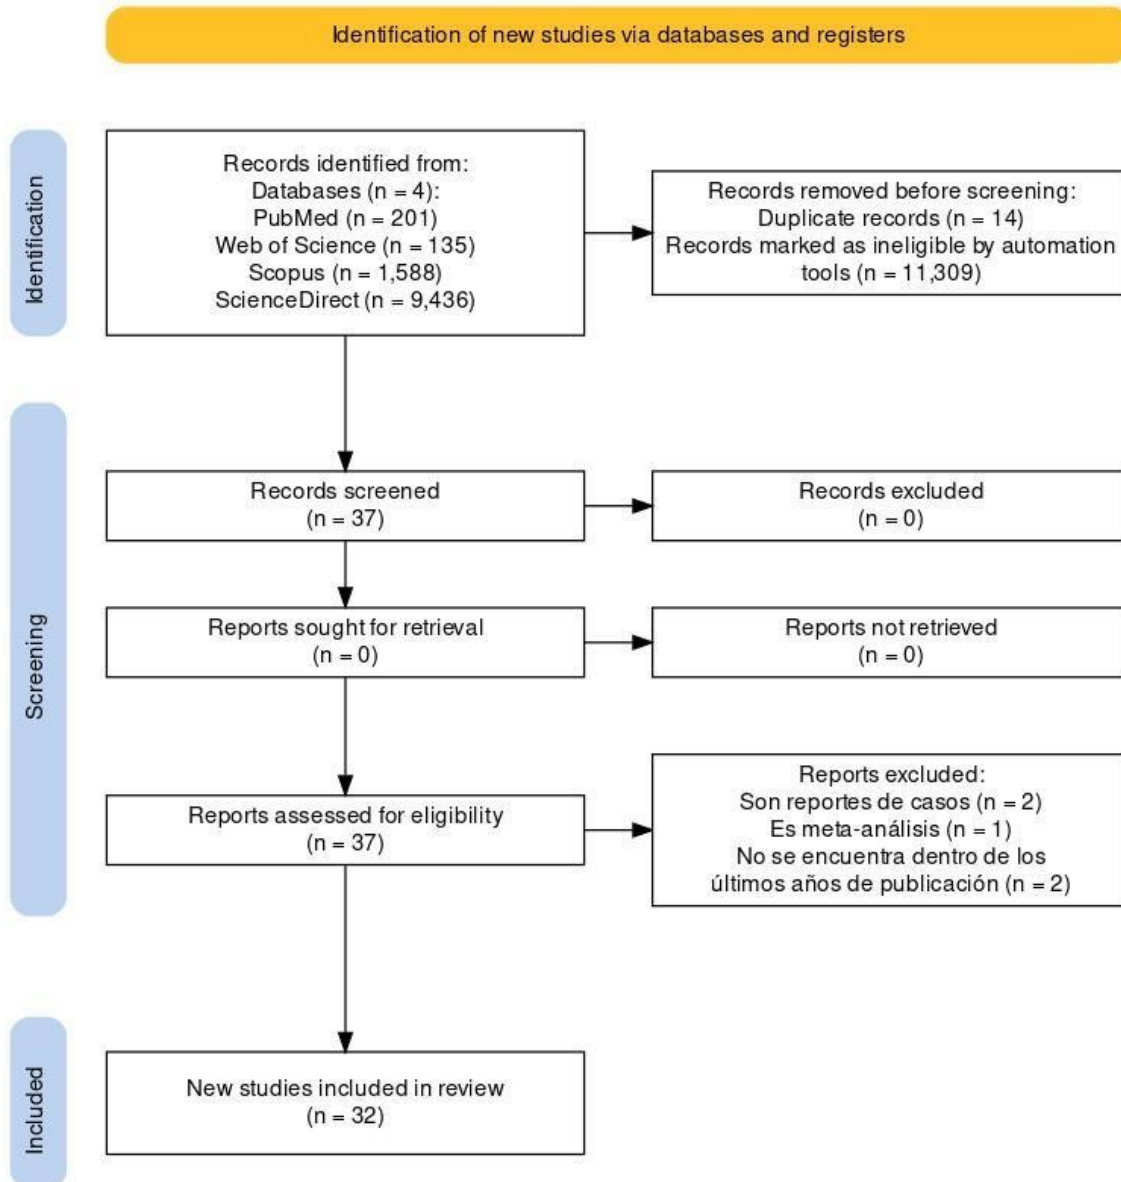 Identification of new studies via databases and registers
Identification
Records identified from:
Databases (n = 4):
PubMed (n = 201)
Web of Science (n = 135)
Scopus (n = 1,588)
ScienceDirect (n = 9,436)
Records removed before screening:
Duplicate records (n = 14)
Records marked as ineligible by automation
tools (n = 11,309)
Screening
Records screened
(n = 37)
Records excluded
(n = 0)
Reports sought for retrieval
(n = 0)
Reports not retrieved
(n = 0)
Reports assessed for eligibility
(n = 37)
Reports excluded:
Son reportes de casos (n = 2)
Es meta-análisis (n = 1)
No se encuentra dentro de los
últimos años de publicación (n = 2)
Included
New studies included in review
(n = 32)